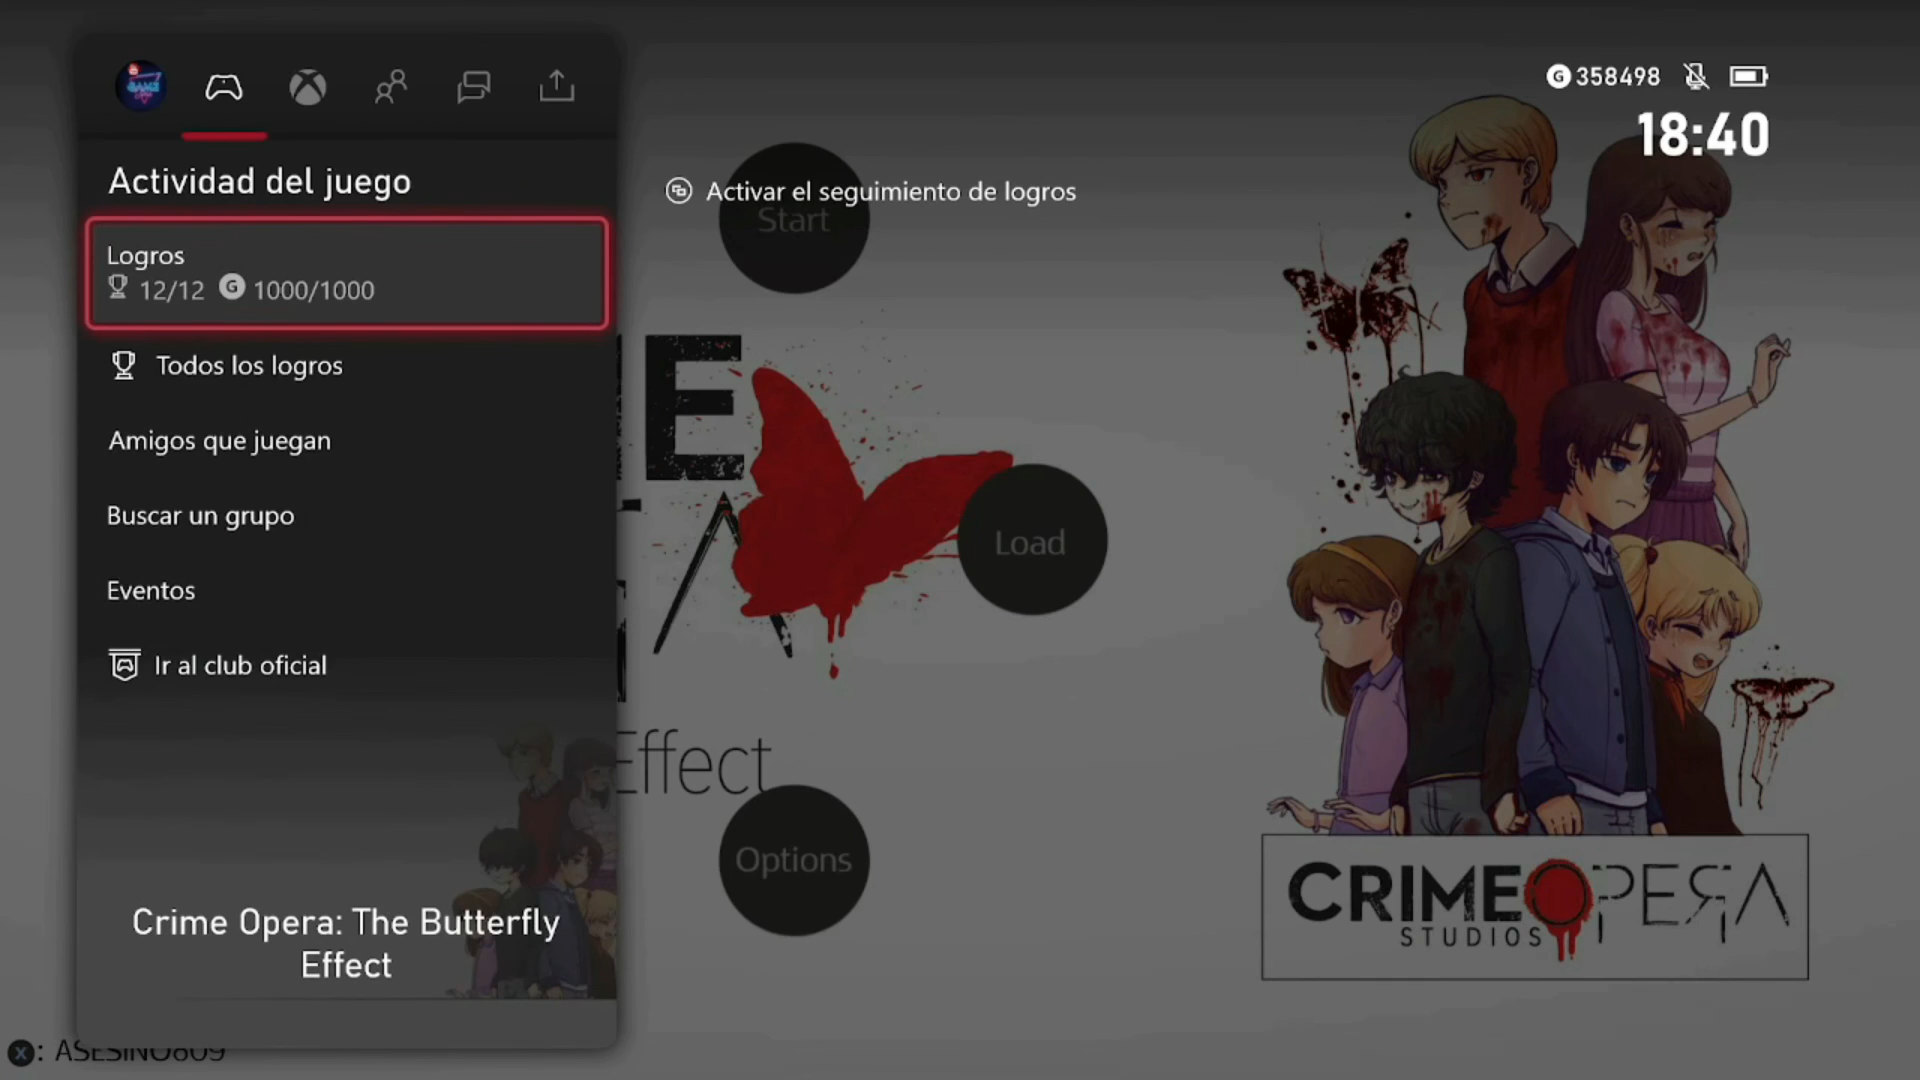 358498
18:40
Actividad del juego
Logros
12/12 G 1000/1000
Todos los logros
Amigos que juegan
Buscar un grupo
Eventos
Ir al club oficial
Crime Opera: The Butterfly
Effect
Activar el seguimiento de logros
Start
Load
Options
E
Effect
CRIME OPERA
STUDIOS
X : ASESINO809